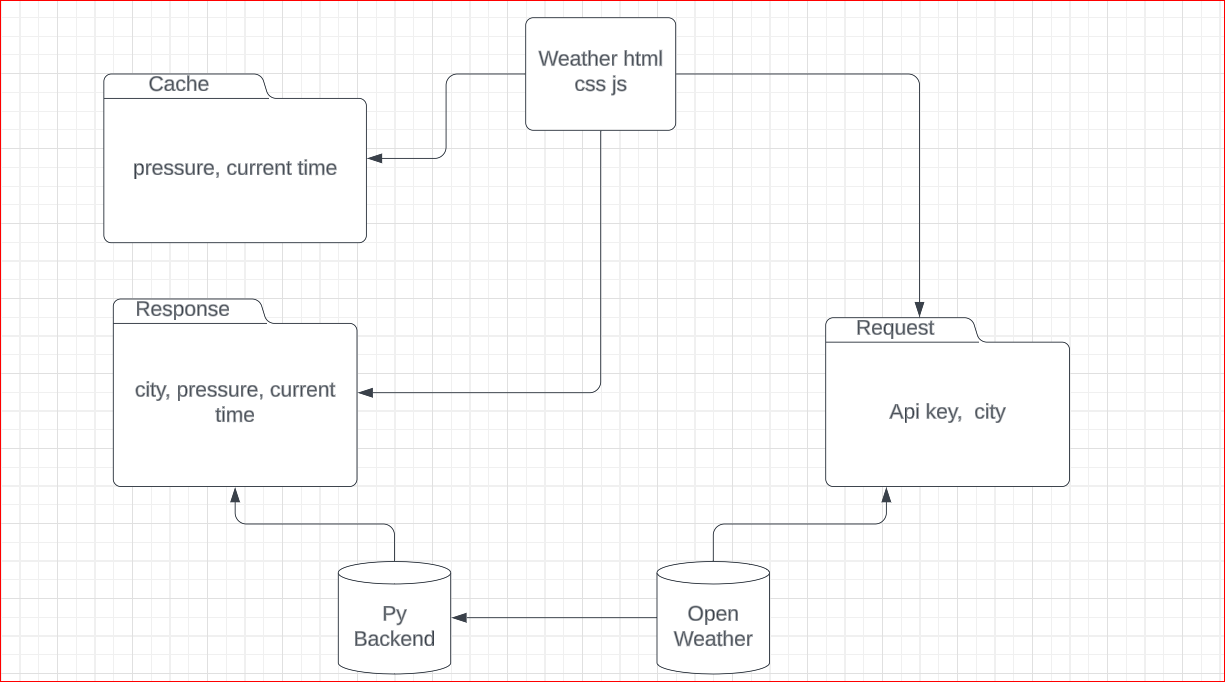 Weather html
css js
Cache
pressure, current time
Response
city, pressure, current
time
Request
Api key,  city
Py
Backend
Open
Weather